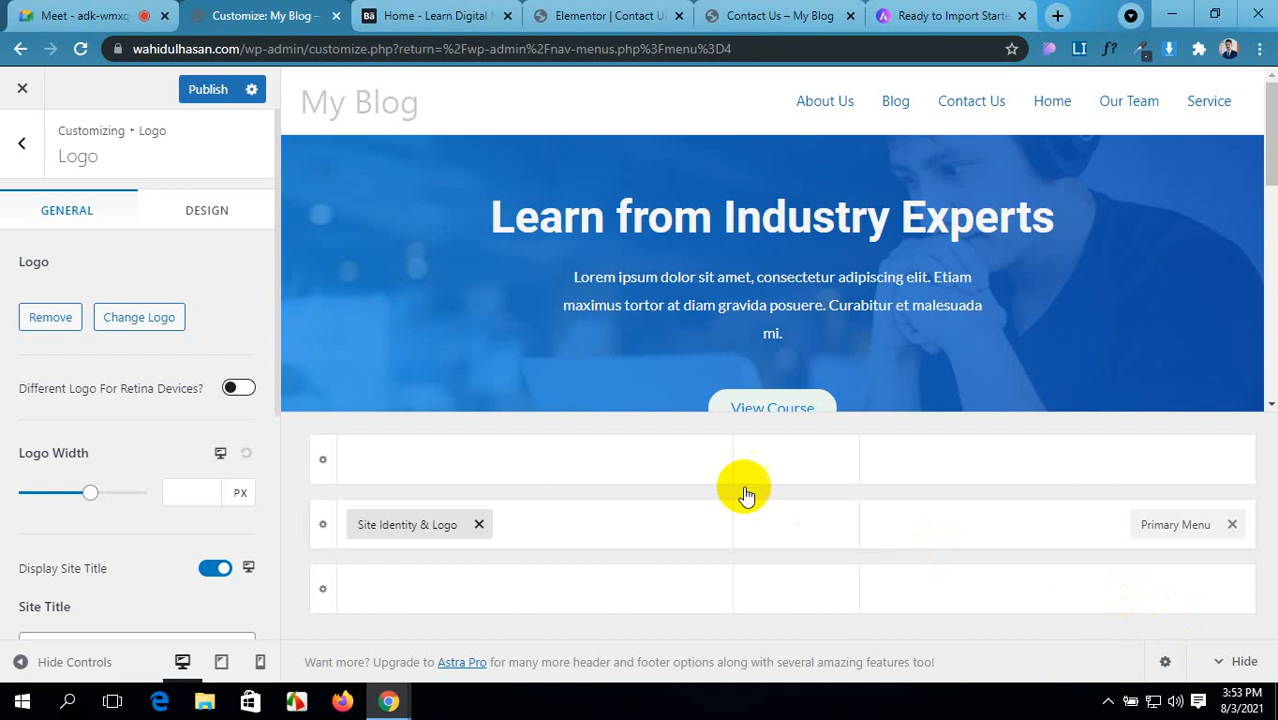 Meet - adk-wmxq
Customize: My Blog –
Home - Learn Digital M
Elementor | Contact Us
Contact Us – My Blog
Ready to Import Starte
wahidulhasan.com/wp-admin/customize.php?return=%2Fwp-admin%2Fnav-menus.php%3Fmenu%3D4
Publish
Customizing ▸ Logo
Logo
GENERAL
DESIGN
Logo
Remove
Change Logo
Different Logo For Retina Devices?
Logo Width
PX
Display Site Title
Site Title
Hide Controls
My Blog
About Us
Blog
Contact Us
Home
Our Team
Service
Learn from Industry Experts
Lorem ipsum dolor sit amet, consectetur adipiscing elit. Etiam
maximus tortor at diam gravida posuere. Curabitur et malesuada
mi.
View Course
Site Identity & Logo
Primary Menu
Want more? Upgrade to Astra Pro for many more header and footer options along with several amazing features too!
Hide
3:53 PM
8/3/2021